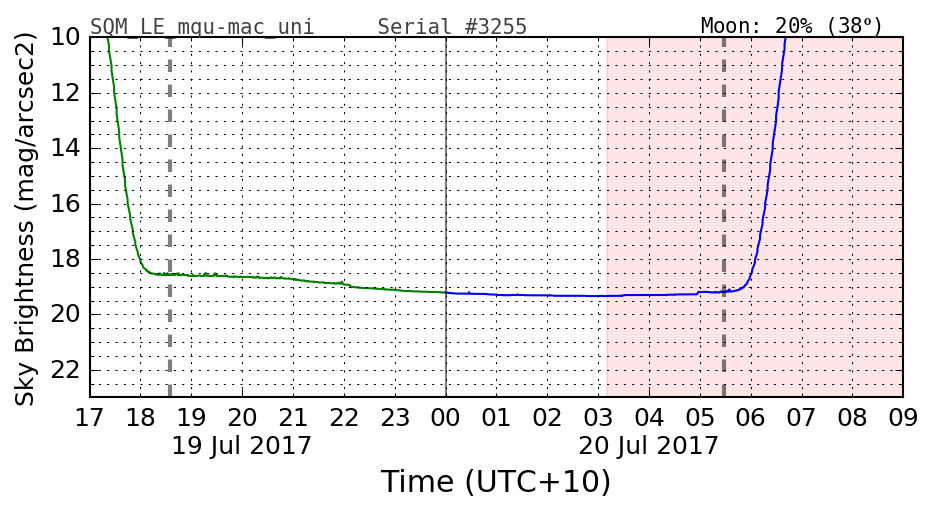 SQM_LE_mqu-mac_uni Serial #3255 Moon: 20% (38º)
Sky Brightness (mag/arcsec2)
10
12
14
16
18
20
22
17 18 19 20 21 22 23 00 01 02 03 04 05 06 07 08 09
19 Jul 2017 20 Jul 2017
Time (UTC+10)